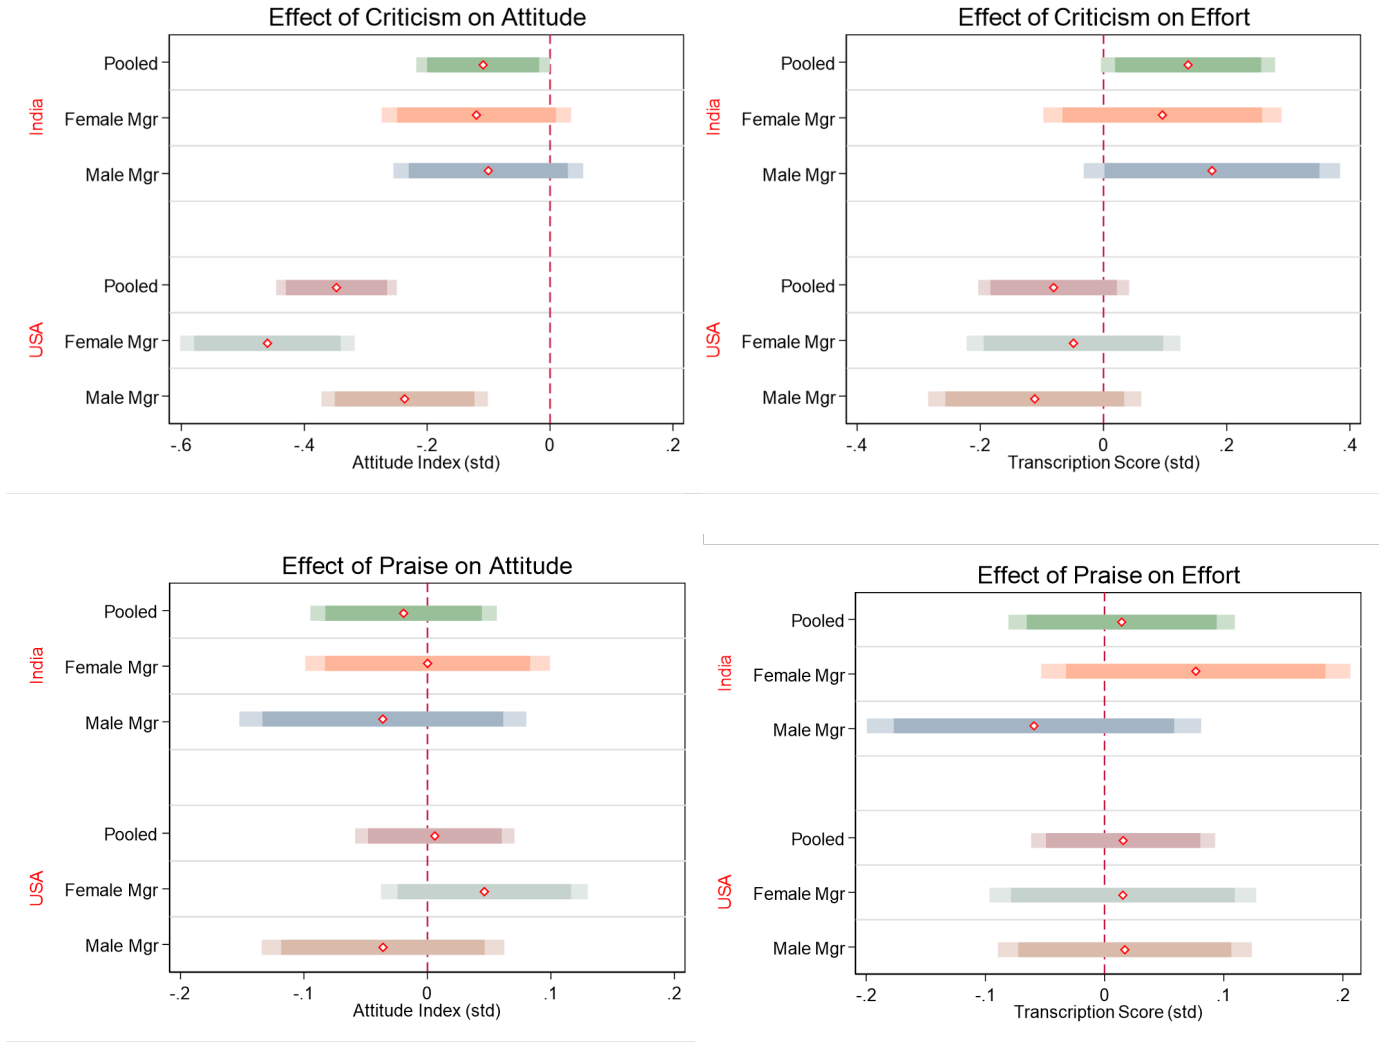 Effect of Criticism on Attitude
India
Pooled
Female Mgr
Male Mgr
USA
Pooled
Female Mgr
Male Mgr
-.6 -.4 -.2 0 .2
Attitude Index (std)
Effect of Criticism on Effort
India
Pooled
Female Mgr
Male Mgr
USA
Pooled
Female Mgr
Male Mgr
-.4 -.2 0 .2 .4
Transcription Score (std)
Effect of Praise on Attitude
India
Pooled
Female Mgr
Male Mgr
USA
Pooled
Female Mgr
Male Mgr
-.2 -.1 0 .1 .2
Attitude Index (std)
Effect of Praise on Effort
India
Pooled
Female Mgr
Male Mgr
USA
Pooled
Female Mgr
Male Mgr
-.2 -.1 0 .1 .2
Transcription Score (std)